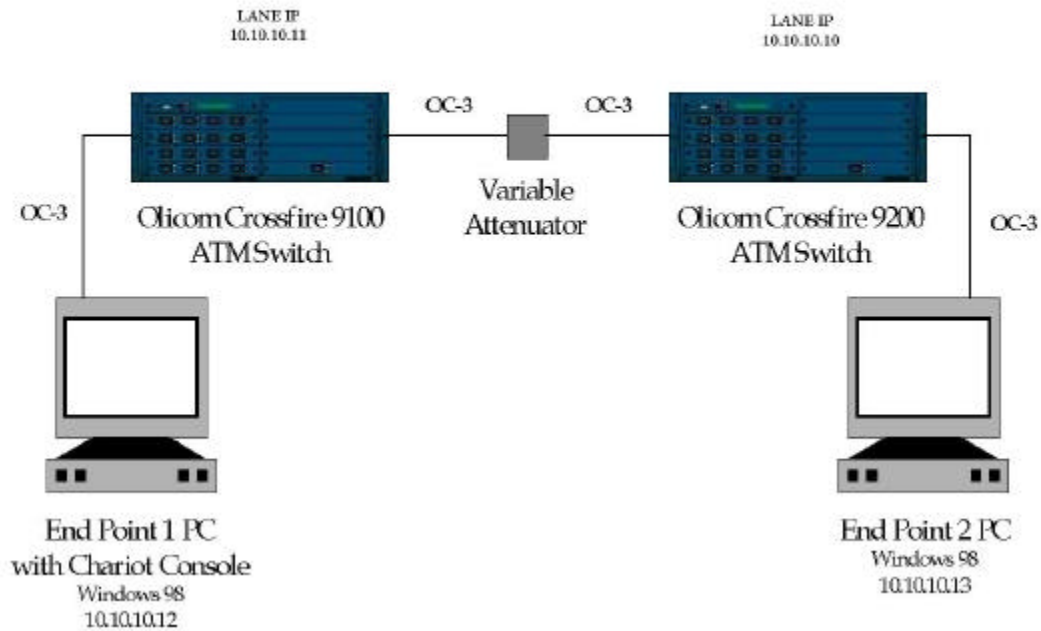 LANE IP
10.10.10.11
LANE IP
10.10.10.10
OC-3
OC-3
Variable
Attenuator
OC-3
Olicom Crossfire 9100
ATM Switch
Olicom Crossfire 9200
ATM Switch
OC-3
End Point 1 PC
with Chariot Console
Windows 98
10.10.10.12
End Point 2 PC
Windows 98
10.10.10.13